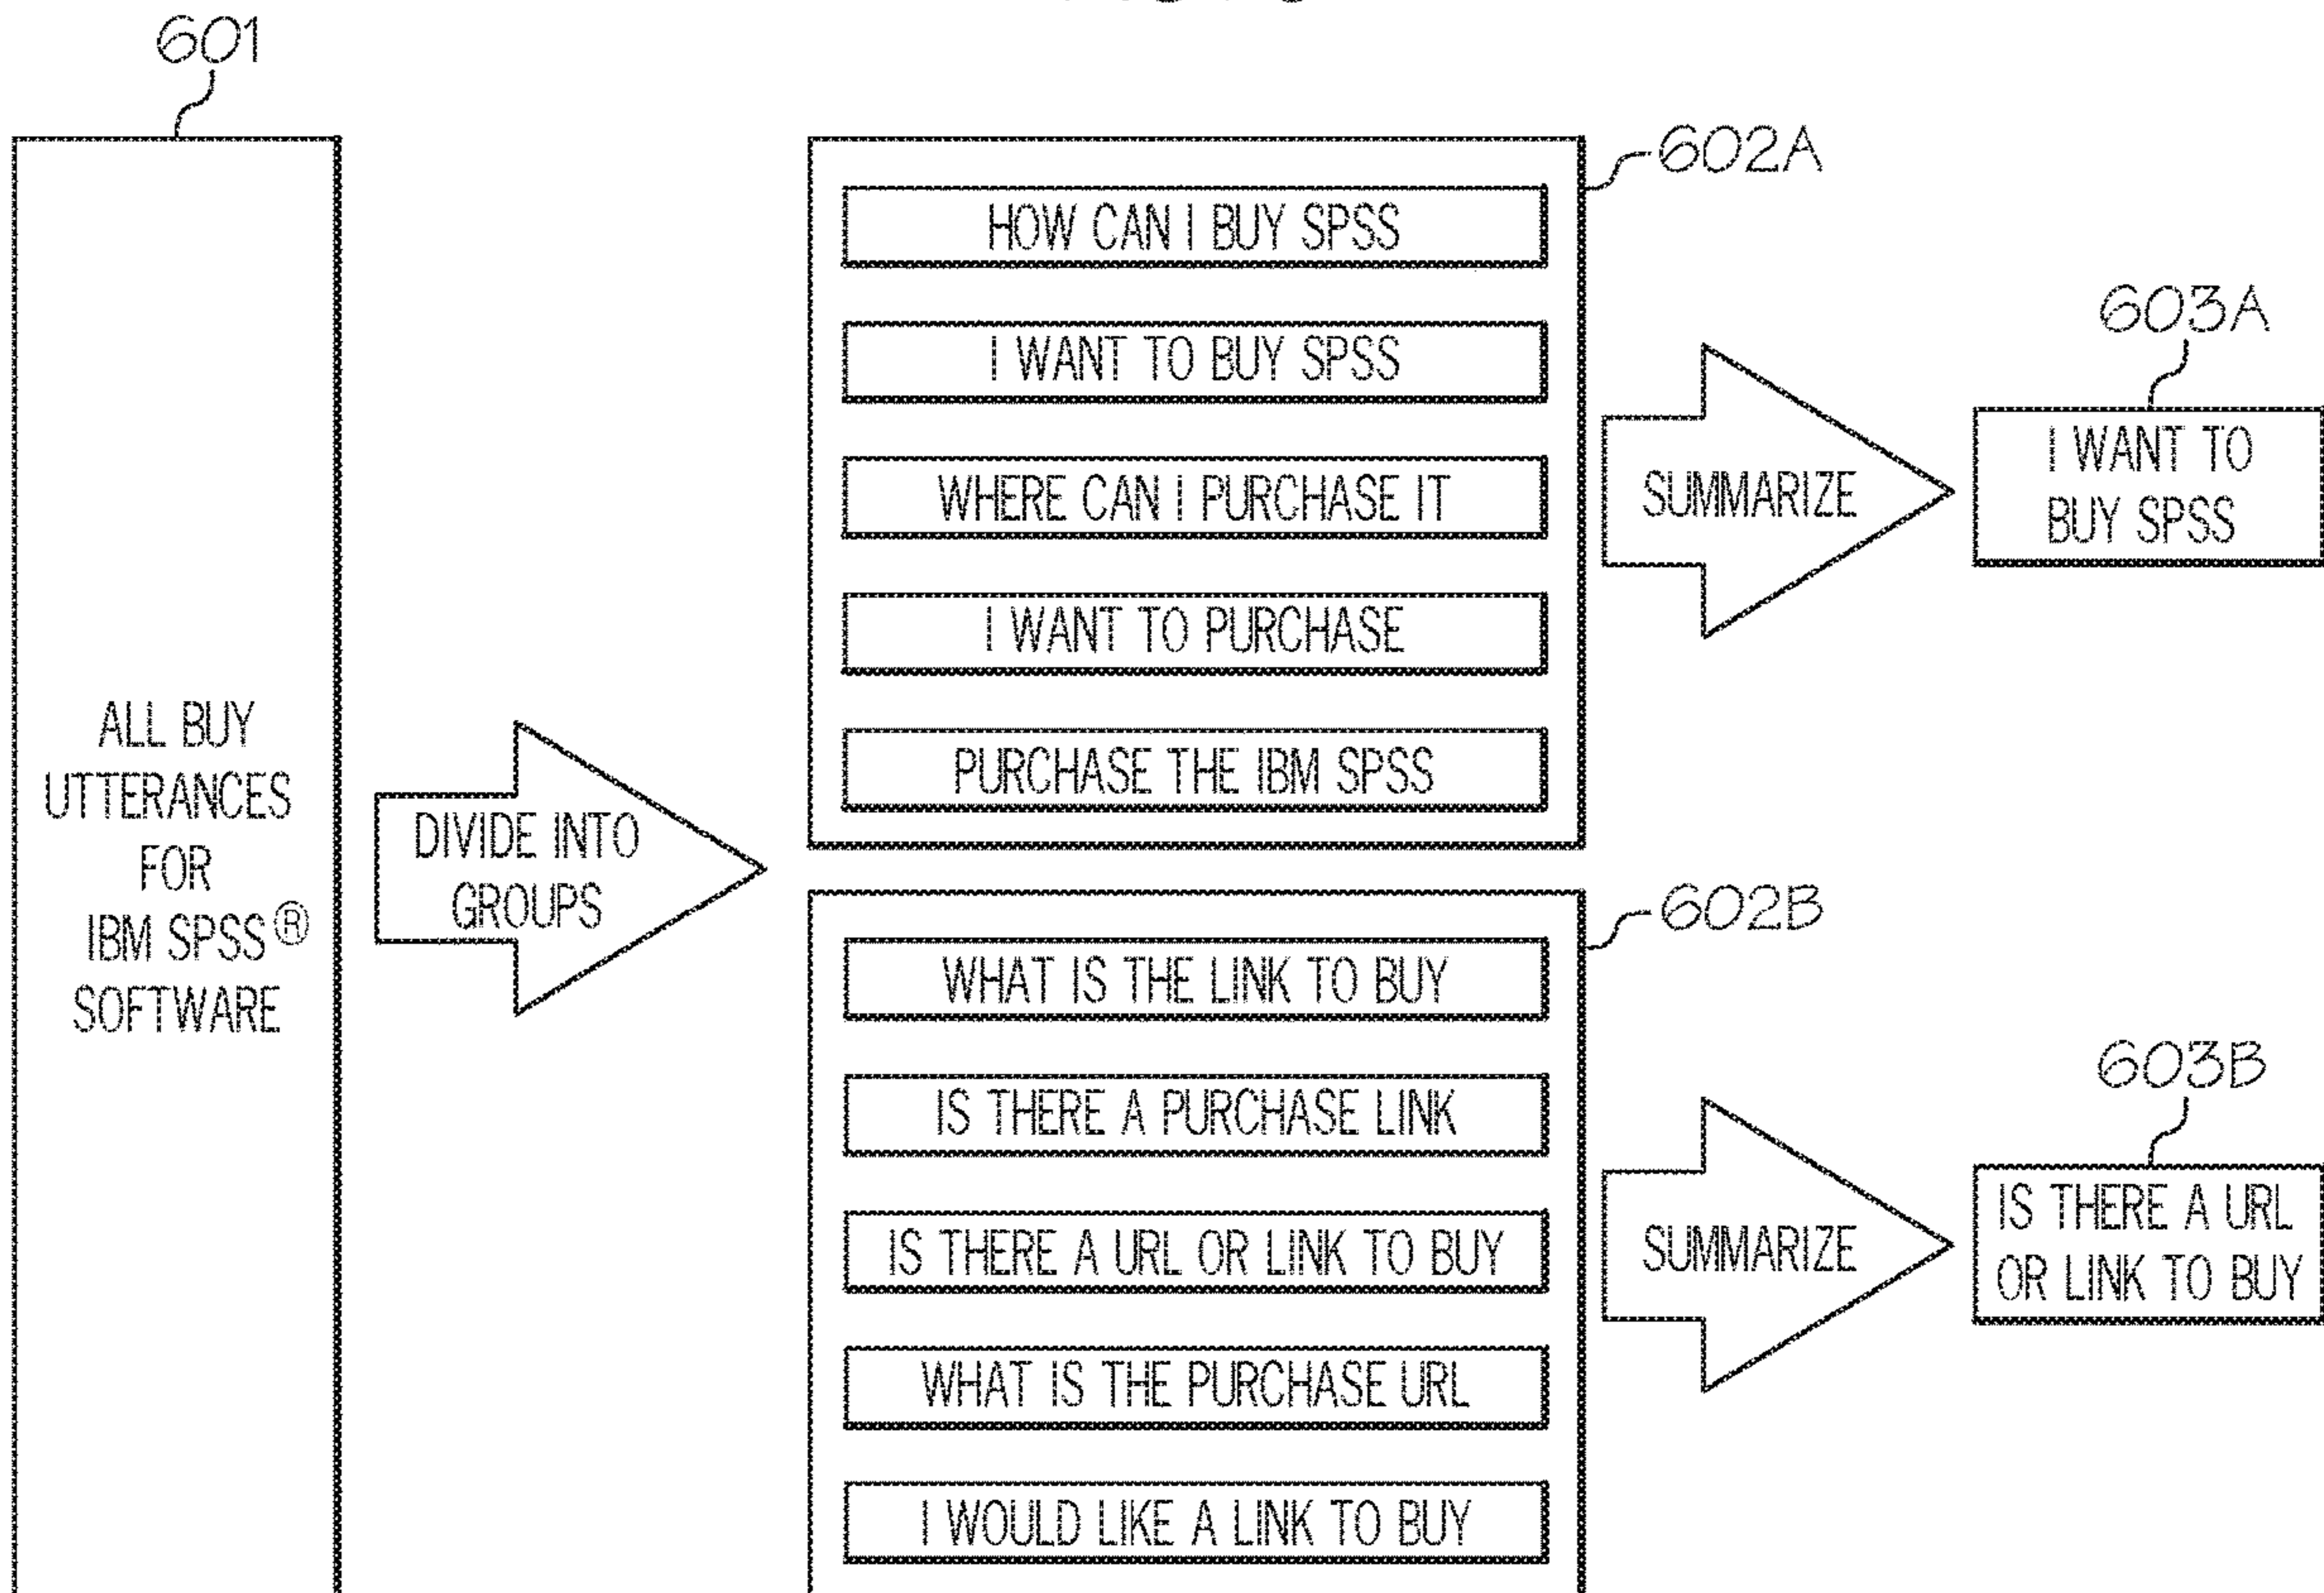 601
ALL BUY
UTTERANCES
FOR
IBM SPSS®
SOFTWARE
DIVIDE INTO
GROUPS
602A
HOW CAN I BUY SPSS
I WANT TO BUY SPSS
WHERE CAN I PURCHASE IT
I WANT TO PURCHASE
PURCHASE THE IBM SPSS
SUMMARIZE
603A
I WANT TO
BUY SPSS
602B
WHAT IS THE LINK TO BUY
IS THERE A PURCHASE LINK
IS THERE A URL OR LINK TO BUY
WHAT IS THE PURCHASE URL
I WOULD LIKE A LINK TO BUY
SUMMARIZE
603B
IS THERE A URL
OR LINK TO BUY